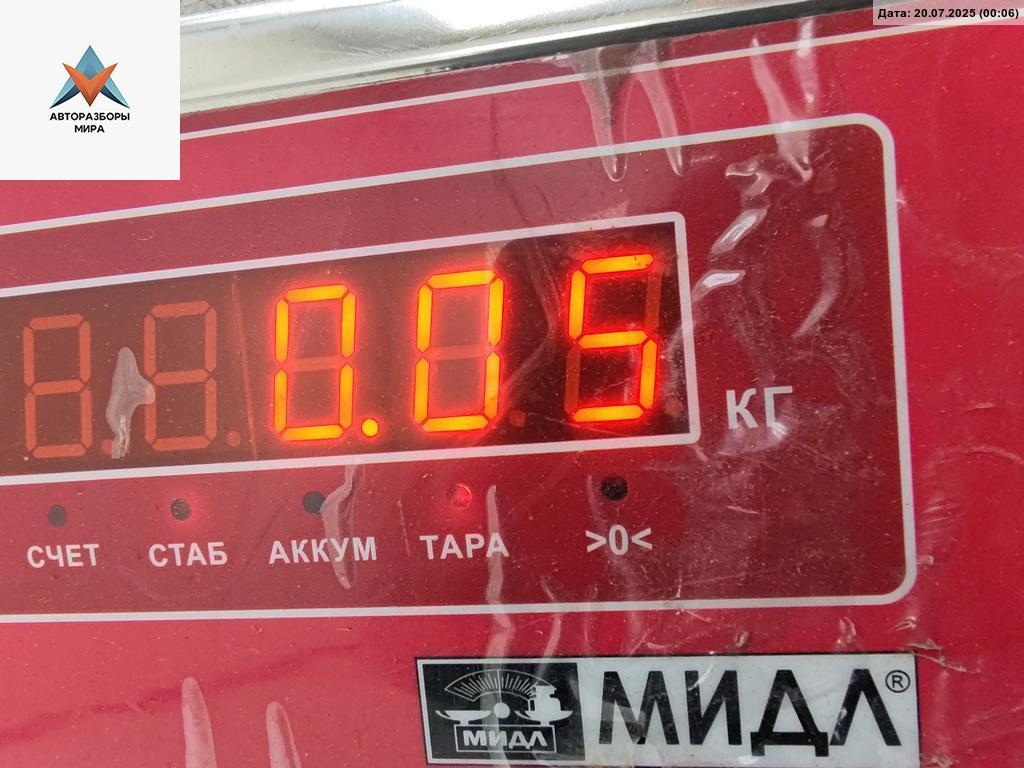 Дата: 20.07.2025 (00:06)
АВТОРАЗБОРЫ
МИРА
0.05
КГ
СЧЕТ СТАБ АККУМ ТАРА >0<
МИДЛ МИДЛ®